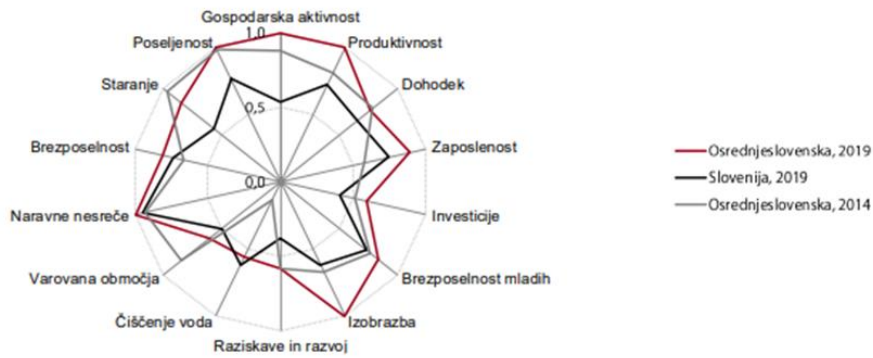 Gospodarska aktivnost
1,0
Poseljenost
Produktivnost
Staranje
Dohodek
0,5
Brezposelnost
Zaposlenost
Osrednjeslovenska, 2019
Slovenija, 2019
0,0
Naravne nesreče
Investicije
Osrednjeslovenska, 2014
Varovana območja
Brezposelnost mladih
Čiščenje voda
Izobrazba
Raziskave in razvoj